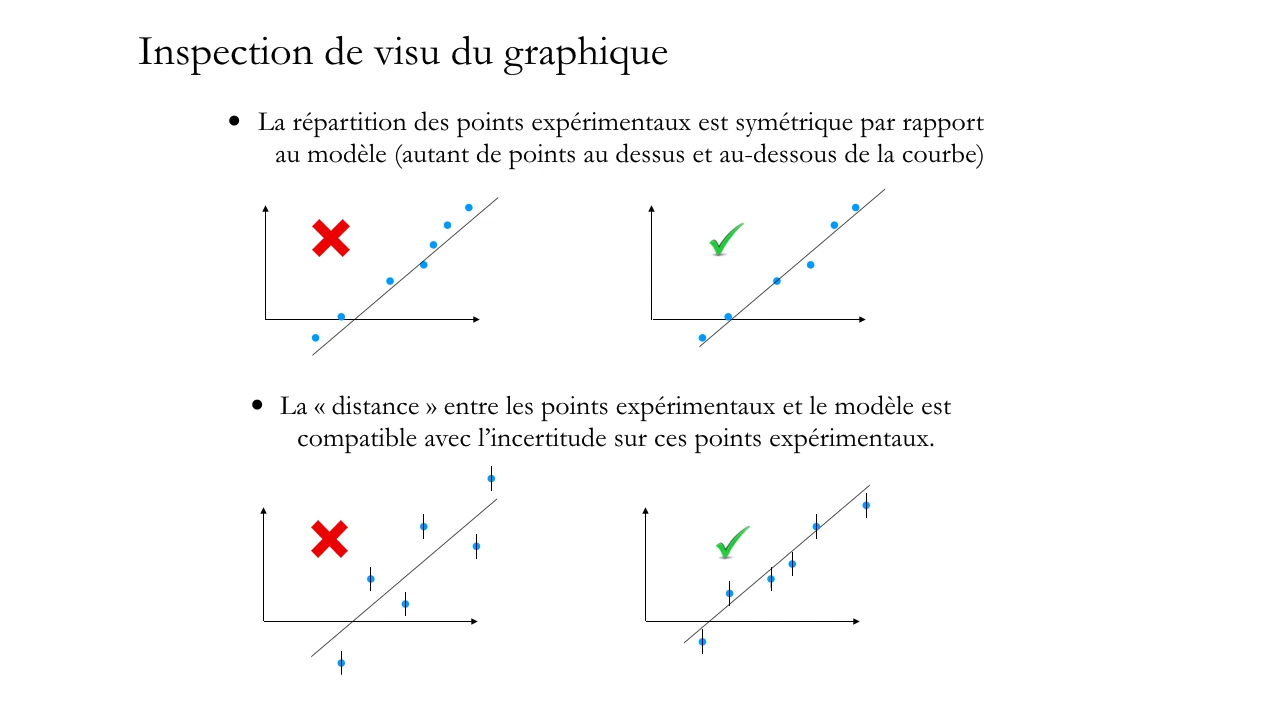 Inspection de visu du graphique
• La répartition des points expérimentaux est symétrique par rapport
au modèle (autant de points au dessus et au-dessous de la courbe)
• La « distance » entre les points expérimentaux et le modèle est
compatible avec l’incertitude sur ces points expérimentaux.